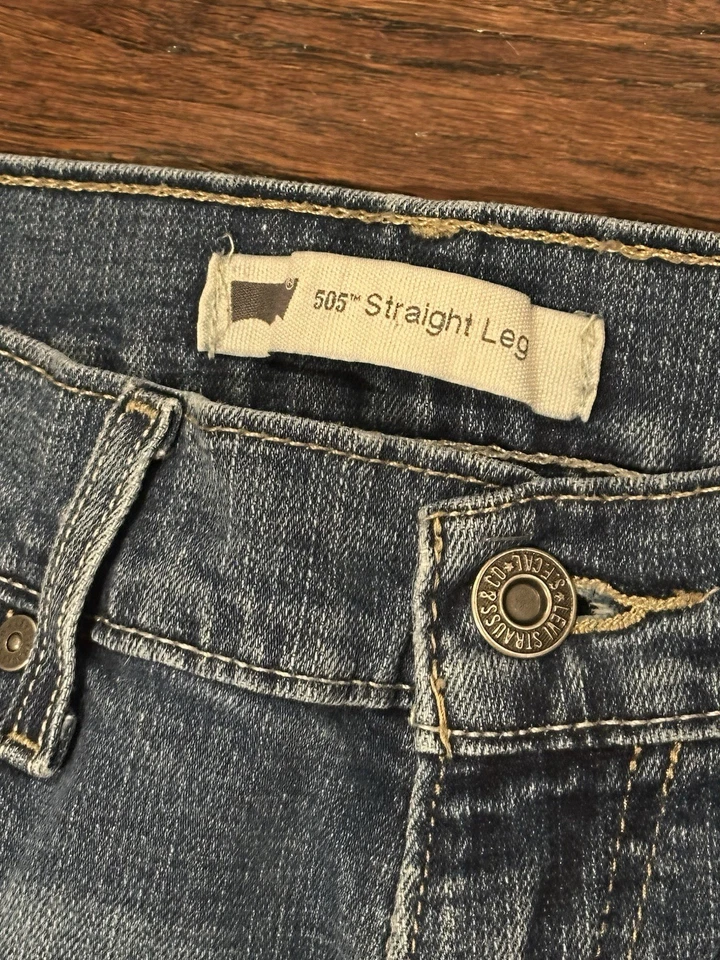 ® 505™ Straight Leg
LEVI STRAUSS & CO★S.F.CAL★